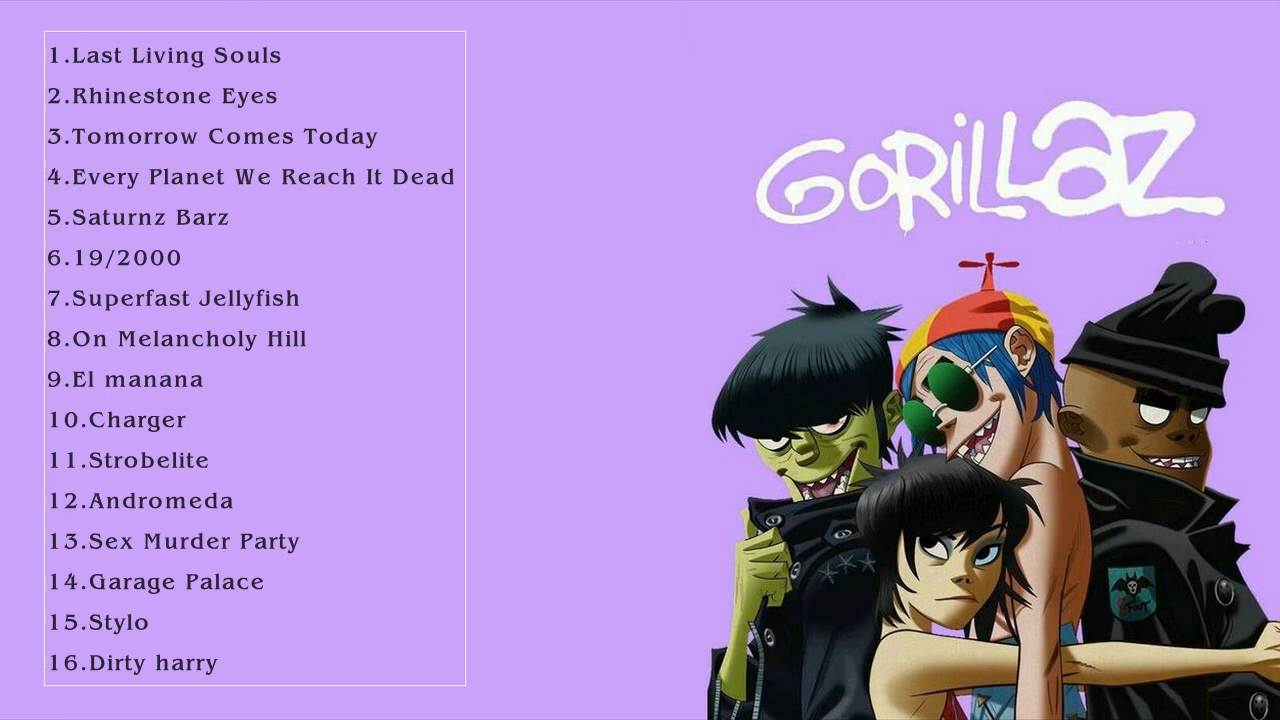 1.Last Living Souls
2.Rhinestone Eyes
3.Tomorrow Comes Today
4.Every Planet We Reach It Dead
5.Saturnz Barz
6.19/2000
7.Superfast Jellyfish
8.On Melancholy Hill
9.El manana
10.Charger
11.Strobelite
12.Andromeda
13.Sex Murder Party
14.Garage Palace
15.Stylo
16.Dirty harry
GORiLLaZ